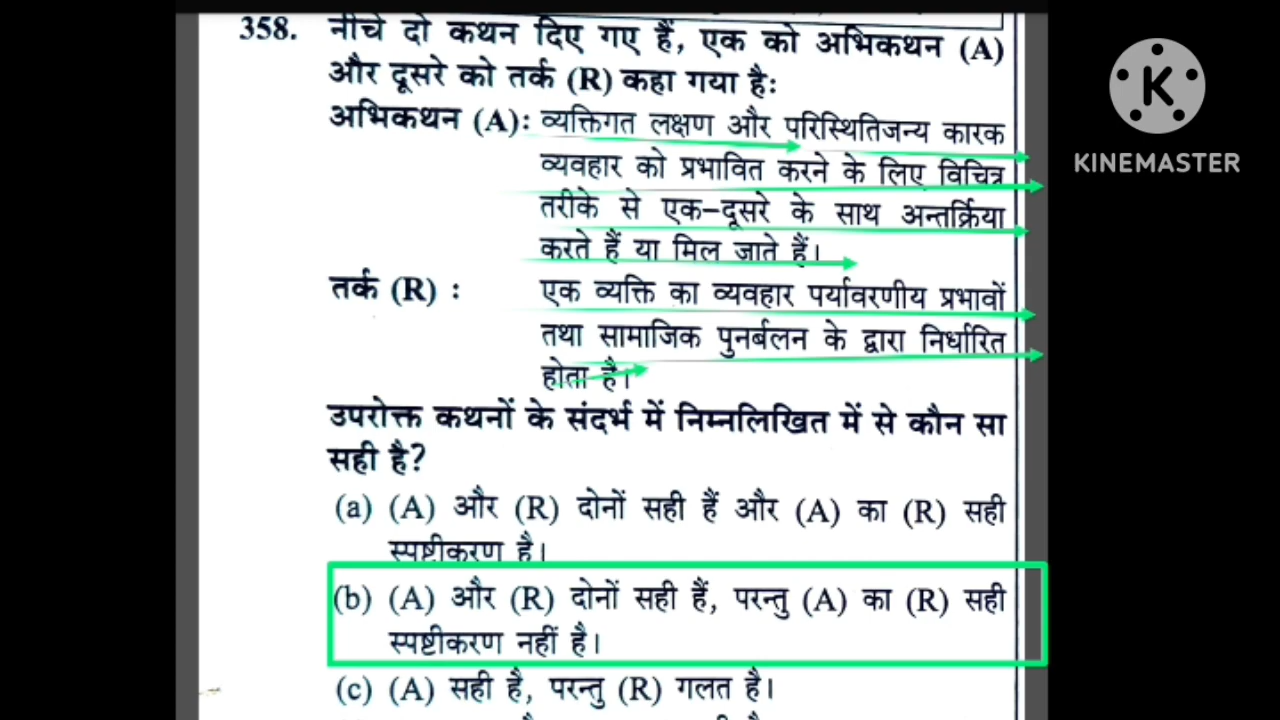 358. नीचे दो कथन दिए गए हैं, एक को अभिकथन (A)
और दूसरे को तर्क (R) कहा गया है:
अभिकथन (A): व्यक्तिगत लक्षण और परिस्थितिजन्य कारक
व्यवहार को प्रभावित करने के लिए विचित्र
तरीके से एक-दूसरे के साथ अन्तर्क्रिया
करते हैं या मिल जाते हैं।
तर्क (R) : एक व्यक्ति का व्यवहार पर्यावरणीय प्रभावों
तथा सामाजिक पुनर्बलन के द्वारा निर्धारित
होता है।
उपरोक्त कथनों के संदर्भ में निम्नलिखित में से कौन सा
सही है?
(a) (A) और (R) दोनों सही हैं और (A) का (R) सही
स्पष्टीकरण है।
(b) (A) और (R) दोनों सही हैं, परन्तु (A) का (R) सही
स्पष्टीकरण नहीं है।
(c) (A) सही है, परन्तु (R) गलत है।
K
KINEMASTER